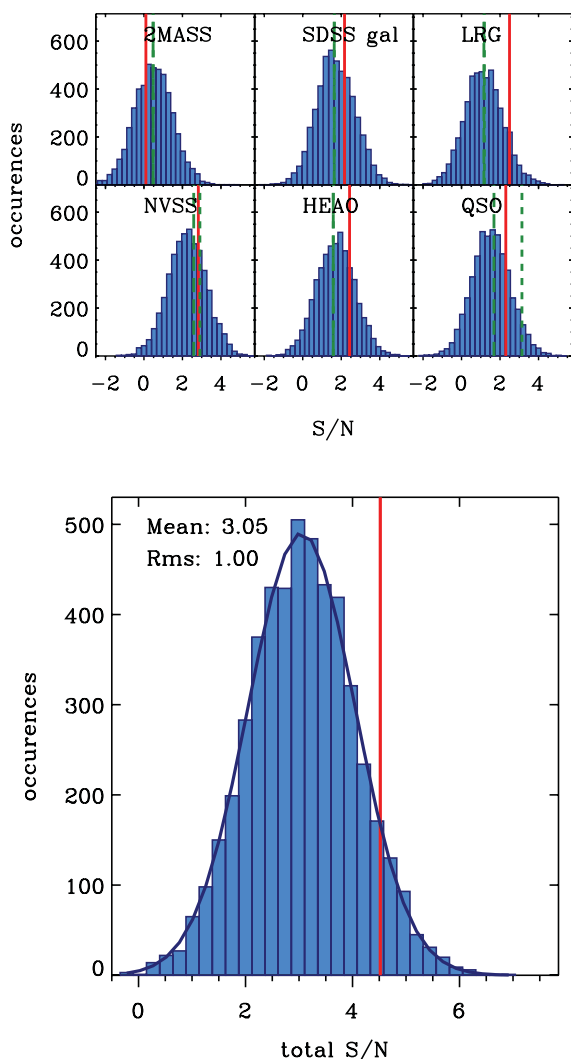 2MASS SDSS gal LRG
600
400
200
0
NVSS HEAO QSO
600
400
200
0
occurences
−2 0 2 4 −2 0 2 4 −2 0 2 4
S/N
Mean: 3.05
Rms: 1.00
500
400
300
200
100
0
occurences
0 2 4 6
total S/N